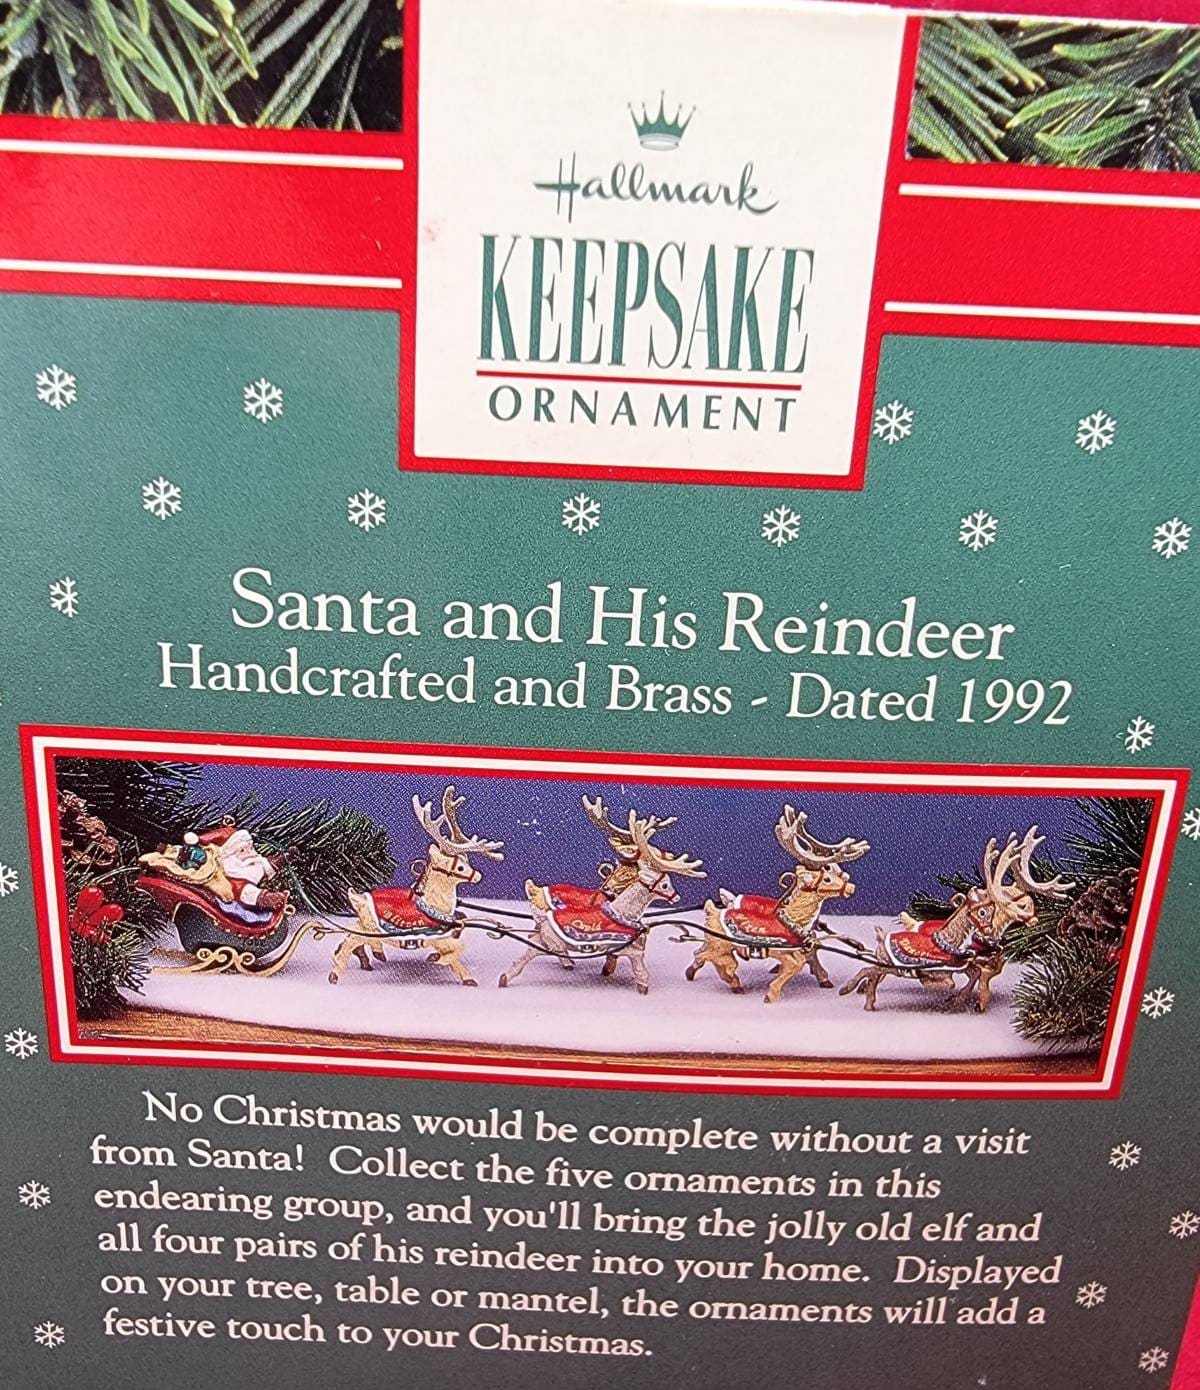 Hallmark
KEEPSAKE
ORNAMENT
Santa and His Reindeer
Handcrafted and Brass - Dated 1992
Cupid
No Christmas would be complete without a visit
from Santa! Collect the five ornaments in this
endearing group, and you'll bring the jolly old elf and
all four pairs of his reindeer into your home. Displayed
on your tree, table or mantel, the ornaments will add a
festive touch to your Christmas.